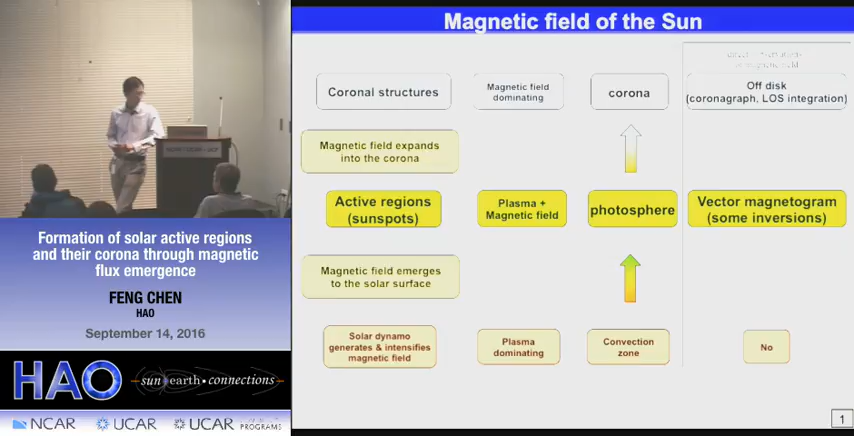 Magnetic field of the Sun
Coronal structures
Magnetic field
dominating
corona
Off disk
(coronagraph, LOS integration)
Magnetic field expands
into the corona
Active regions
(sunspots)
Plasma +
Magnetic field
photosphere
Vector magnetogram
(some inversions)
Magnetic field emerges
to the solar surface
Solar dynamo
generates & intensifies
magnetic field
Plasma
dominating
Convection
zone
No
1
Formation of solar active regions
and their corona through magnetic
flux emergence
FENG CHEN
HAO
September 14, 2016
HAO
sun earth • connections
NCAR
UCAR
UCAR
PROGRAMS